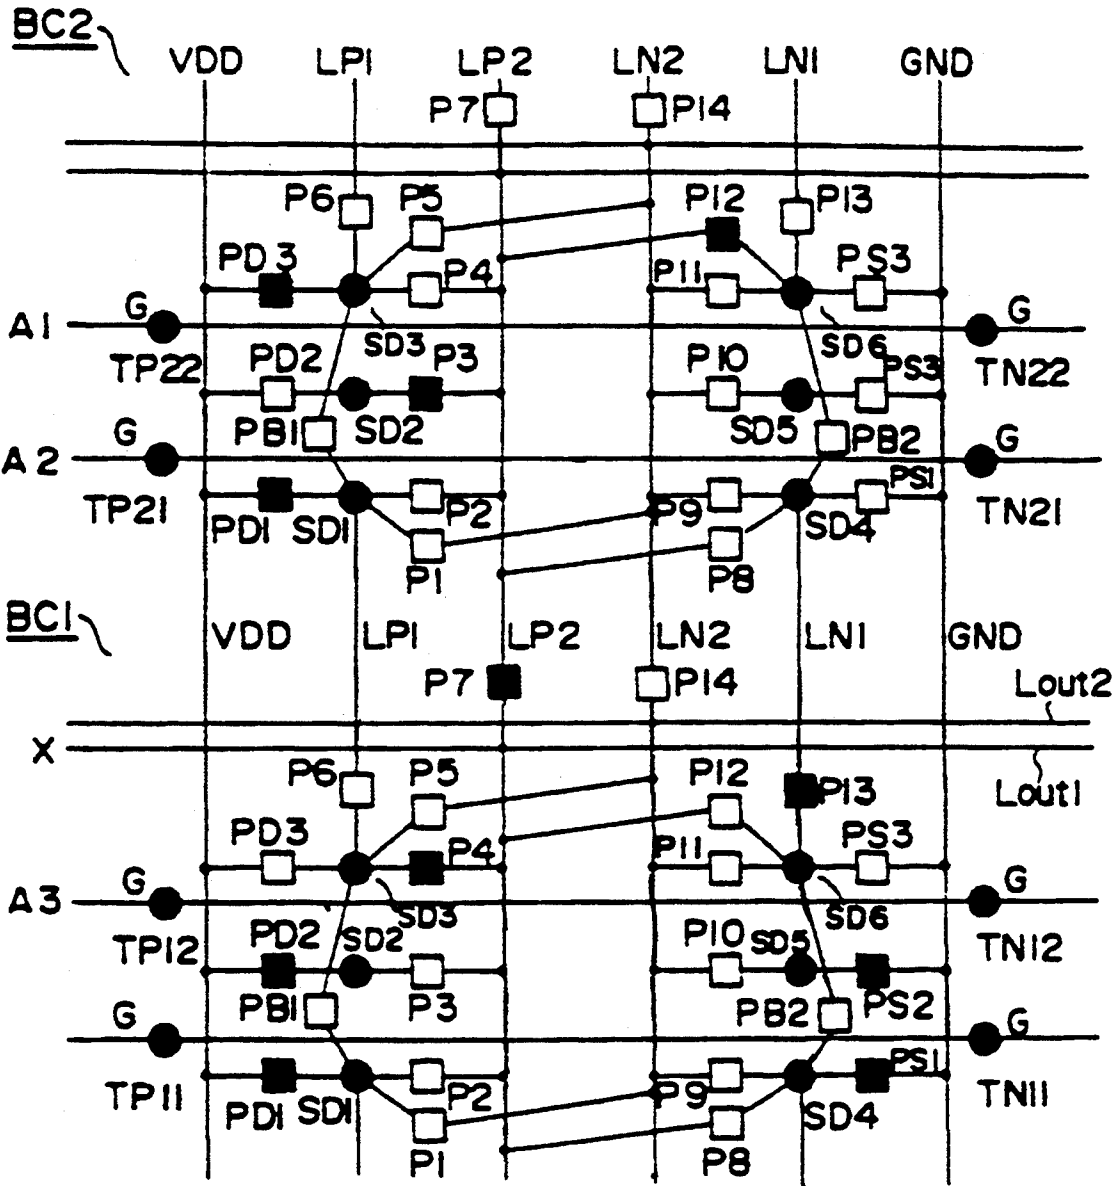 BC2
VDD LP1 LP2 LN2 LN1 GND
P7 P14
P6 P5 P12 P13
PD3 P4 P11 PS3
G G
A1 SD3 SD6
TP22 PD2 P3 P10 PS3 TN22
G PB1 SD2 SD5 PB2 G
A2
TP21 PD1 SD1 P2 P9 SD4 PS1 TN21
P1 P8
BC1
VDD LP1 LP2 LN2 LN1 GND
P7 P14 Lout2
X
P6 P5 P12 P13 Lout1
PD3 P4 P11 PS3
G G
A3 SD3 SD6
TP12 PD2 SD2 P10 SD5 TN12
PB1 P3 PB2 PS2
G G
TP11 PD1 SD1 P2 P9 SD4 PS1 TN11
P1 P8